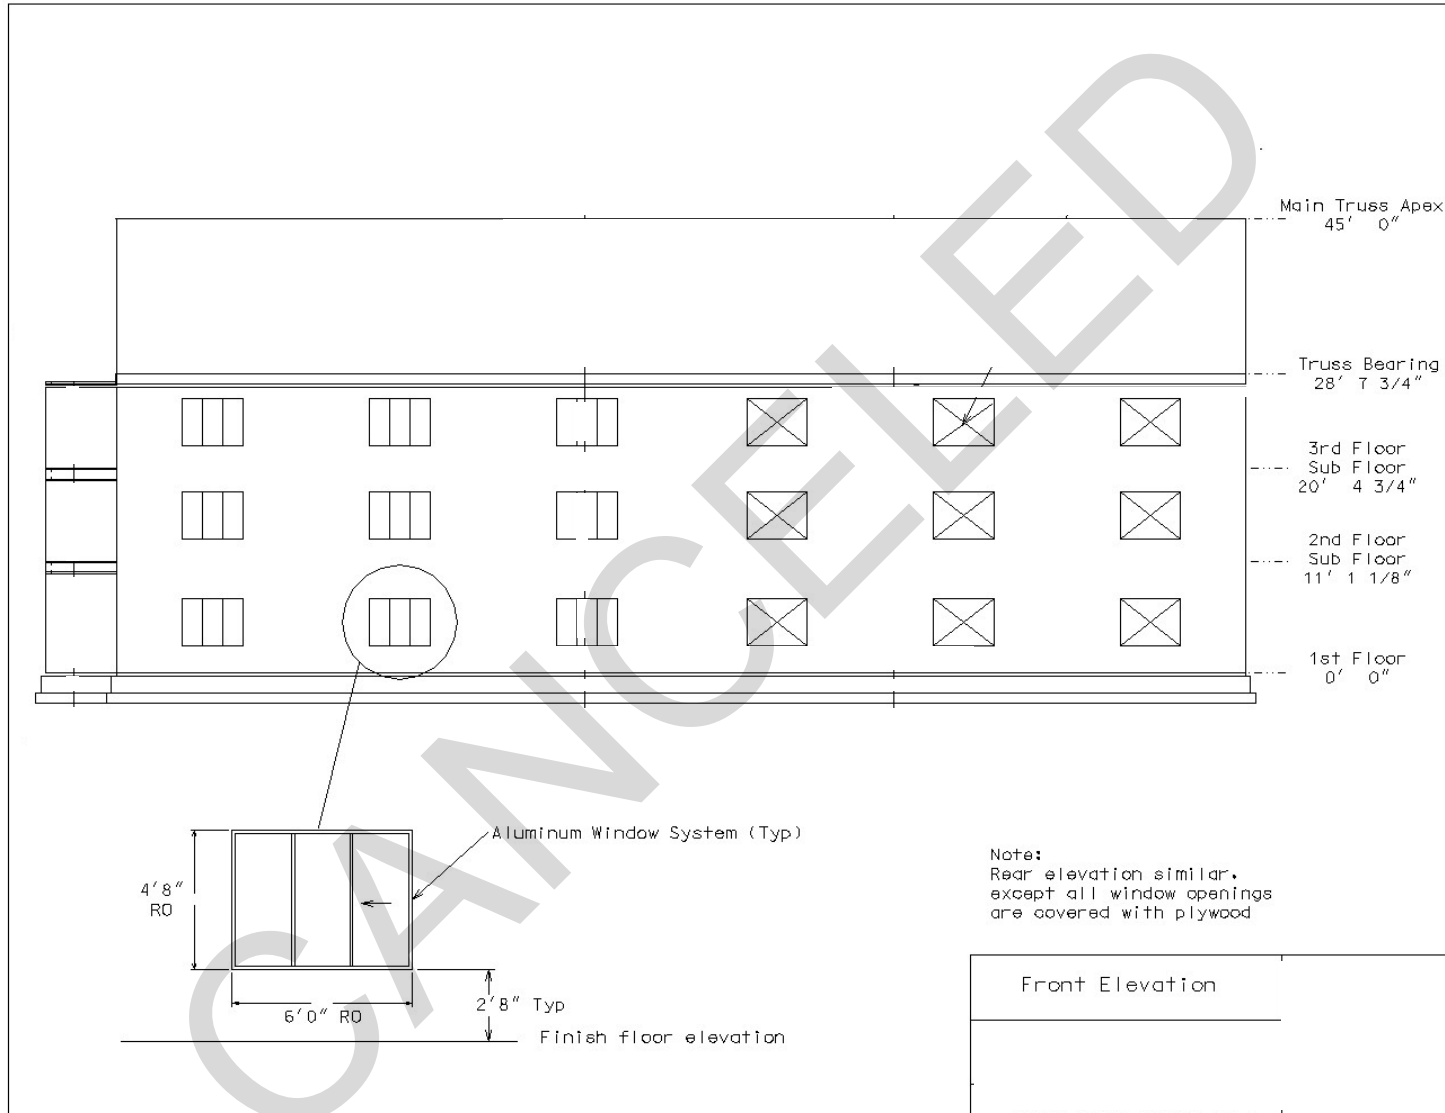 CANCELED
Main Truss Apex
45' 0"
Truss Bearing
28' 7 3/4"
3rd Floor
Sub Floor
20' 4 3/4"
2nd Floor
Sub Floor
11' 1 1/8"
1st Floor
0' 0"
Aluminum Window System (Typ)
4'8"
RO
6'0" RO
2'8" Typ
Finish floor elevation
Note:
Rear elevation similar,
except all window openings
are covered with plywood
Front Elevation